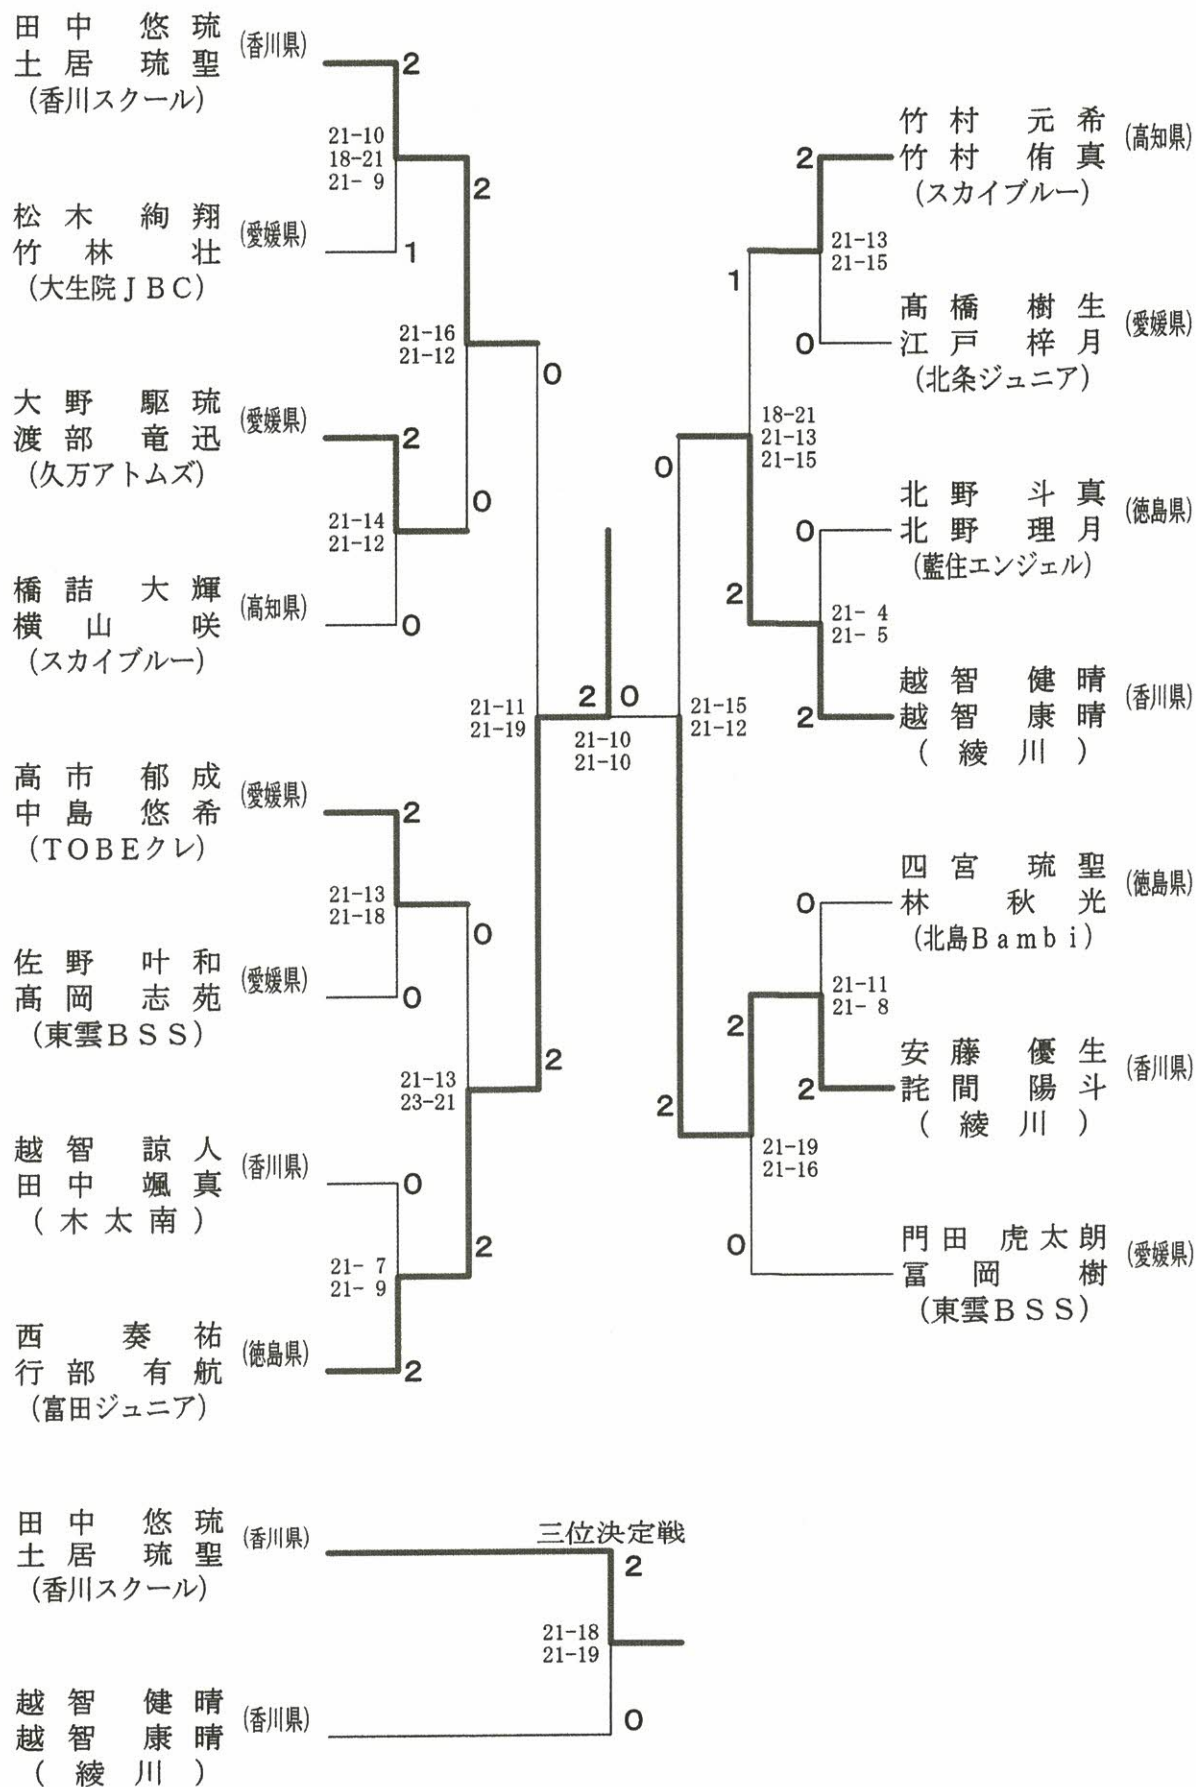 田中 悠琉 (香川県)
土居 琉聖
(香川スクール)
2
21-10
18-21
21- 9
2
松木 絢翔 (愛媛県)
竹林 壮
(大生院JBC)
1
21-16
21-12
0
大野 駆琉 (愛媛県)
渡部 竜迅
(久万アトムズ)
2
21-14
21-12
0
橋詰 大輝 (高知県)
横山 咲
(スカイブルー)
0
21-11
21-19
2 0
21-10
21-10
高市 郁成 (愛媛県)
中島 悠希
(TOBEクレ)
2
21-13
21-18
0
佐野 叶和 (愛媛県)
髙岡 志苑
(東雲BSS)
0
21-13
23-21
2
越智 諒人 (香川県)
田中 颯真
(木太南)
0
21- 7
21- 9
2
西 奏祐 (徳島県)
行部 有航
(富田ジュニア)
2
竹村 元希 (高知県)
竹村 侑真
(スカイブルー)
2
21-13
21-15
1
髙橋 樹生 (愛媛県)
江戸 梓月
(北条ジュニア)
0
18-21
21-13
21-15
0
北野 斗真 (徳島県)
北野 理月
(藍住エンジェル)
0
21- 4
21- 5
2
越智 健晴 (香川県)
越智 康晴
(綾川)
2
21-15
21-12
四宮 琉聖 (徳島県)
林 秋光
(北島Bambi)
0
21-11
21- 8
2
安藤 優生 (香川県)
詫間 陽斗
(綾川)
2
2
21-19
21-16
0
門田 虎太朗 (愛媛県)
冨岡 樹
(東雲BSS)
三位決定戦
田中 悠琉 (香川県)
土居 琉聖
(香川スクール)
2
21-18
21-19
越智 健晴 (香川県)
越智 康晴
(綾川)
0